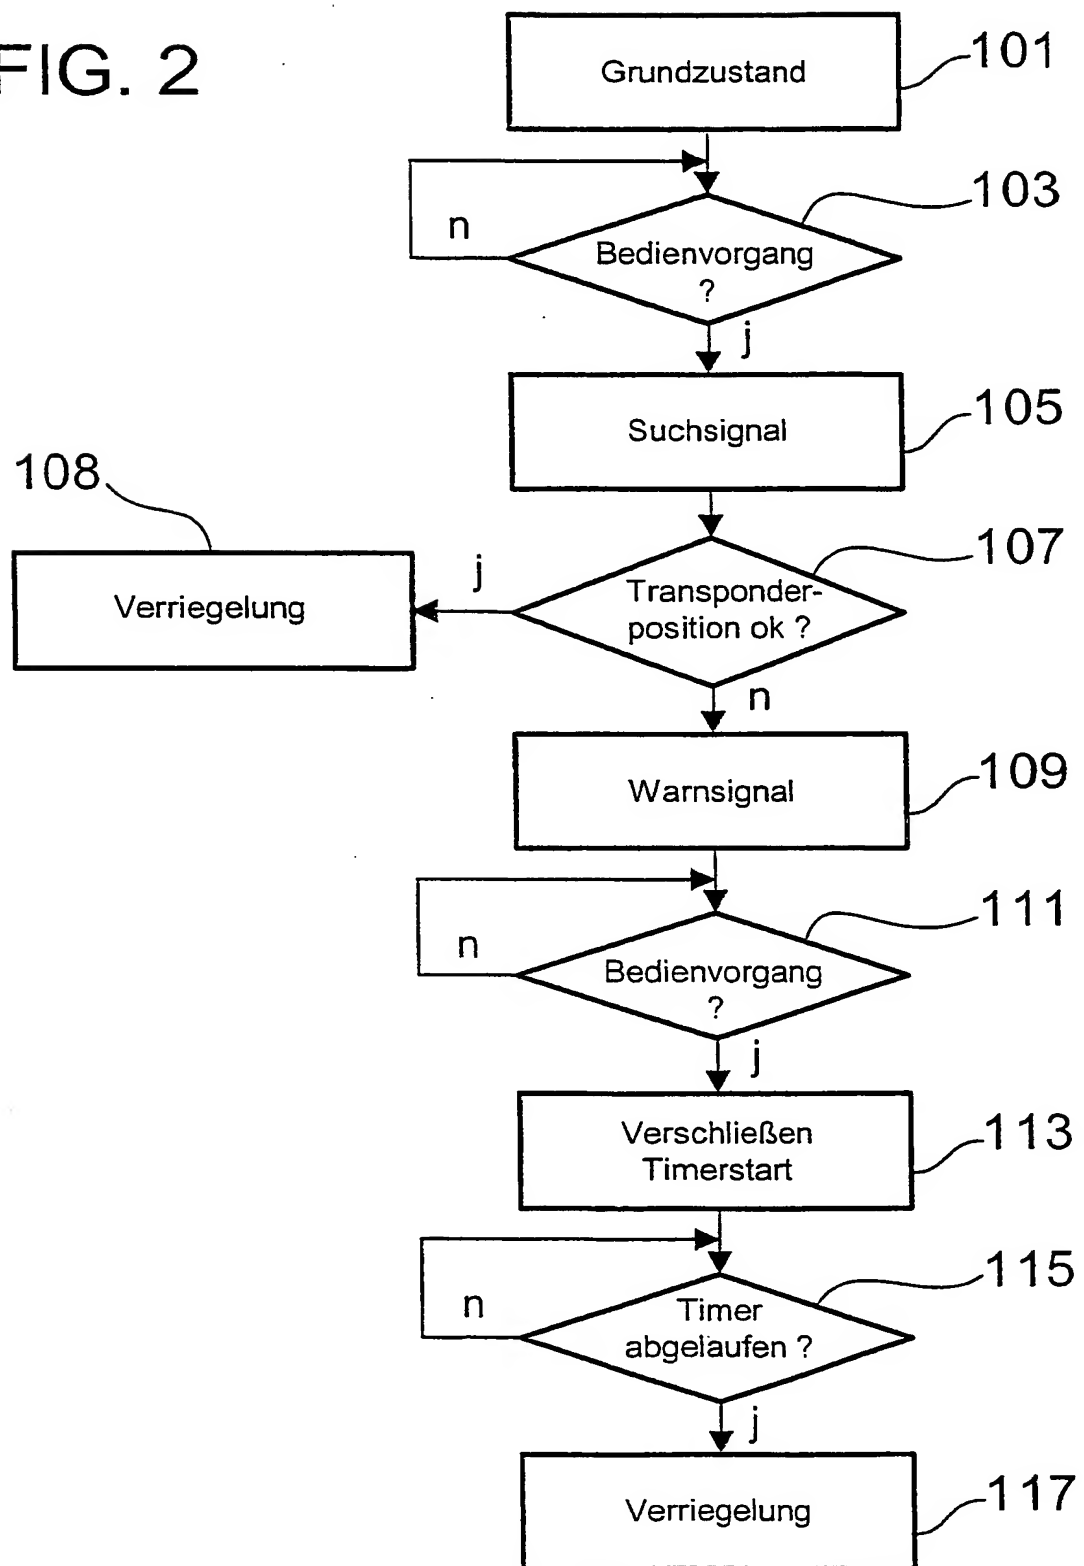 FIG. 2
Grundzustand
101
103
n
Bedienvorgang
?
j
105
Suchsignal
108
107
j
Transponder-
position ok ?
Verriegelung
n
109
Warnsignal
111
n
Bedienvorgang
?
j
113
Verschließen
Timerstart
115
n
Timer
abgelaufen ?
j
117
Verriegelung